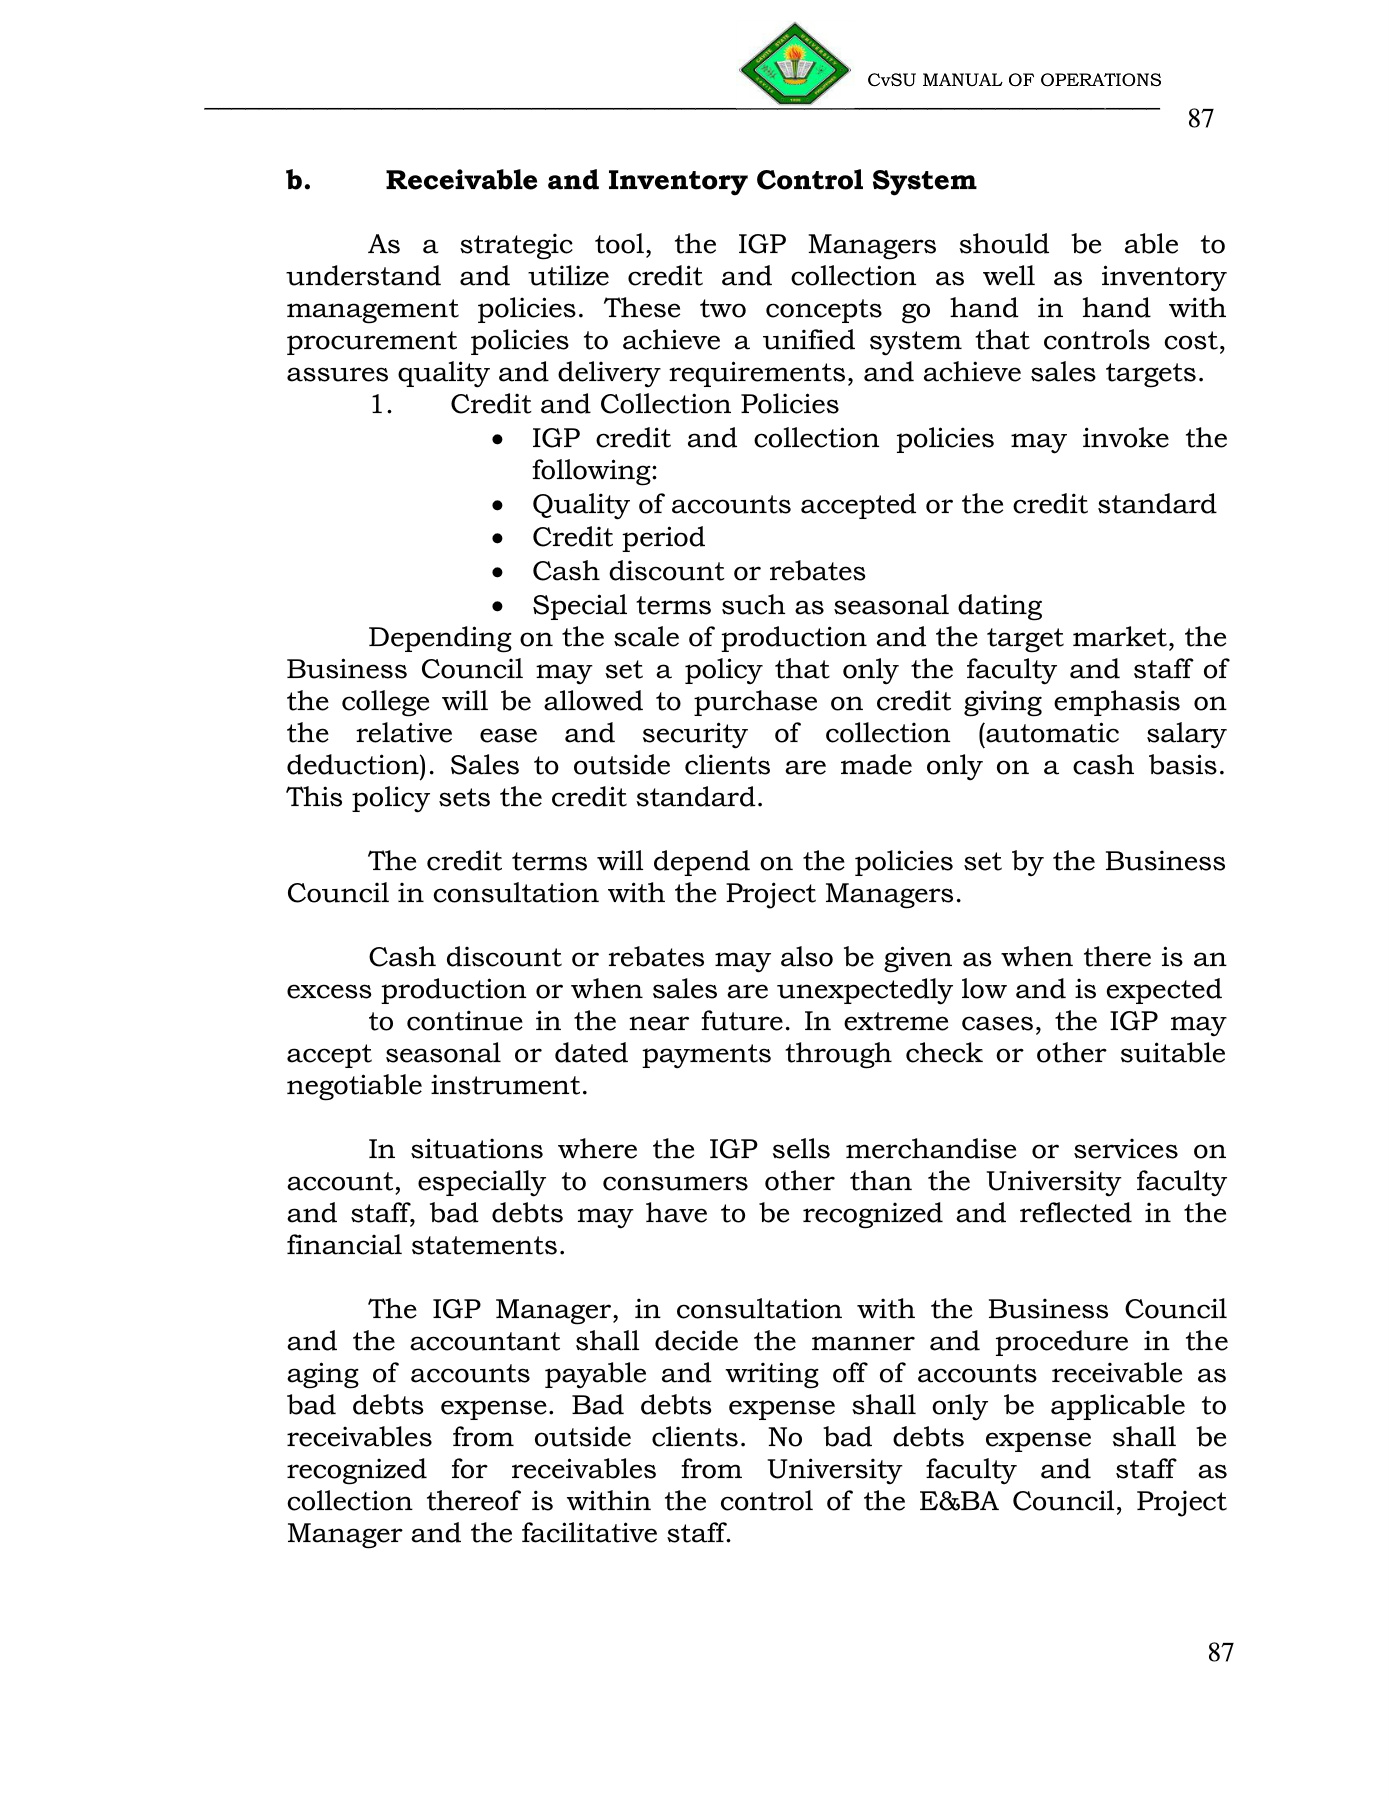 CvSU MANUAL OF OPERATIONS
87
b. Receivable and Inventory Control System
As a strategic tool, the IGP Managers should be able to
understand and utilize credit and collection as well as inventory
management policies. These two concepts go hand in hand with
procurement policies to achieve a unified system that controls cost,
assures quality and delivery requirements, and achieve sales targets.
1. Credit and Collection Policies
• IGP credit and collection policies may invoke the
following:
• Quality of accounts accepted or the credit standard
• Credit period
• Cash discount or rebates
• Special terms such as seasonal dating
Depending on the scale of production and the target market, the
Business Council may set a policy that only the faculty and staff of
the college will be allowed to purchase on credit giving emphasis on
the relative ease and security of collection (automatic salary
deduction). Sales to outside clients are made only on a cash basis.
This policy sets the credit standard.
The credit terms will depend on the policies set by the Business
Council in consultation with the Project Managers.
Cash discount or rebates may also be given as when there is an
excess production or when sales are unexpectedly low and is expected
to continue in the near future. In extreme cases, the IGP may
accept seasonal or dated payments through check or other suitable
negotiable instrument.
In situations where the IGP sells merchandise or services on
account, especially to consumers other than the University faculty
and staff, bad debts may have to be recognized and reflected in the
financial statements.
The IGP Manager, in consultation with the Business Council
and the accountant shall decide the manner and procedure in the
aging of accounts payable and writing off of accounts receivable as
bad debts expense. Bad debts expense shall only be applicable to
receivables from outside clients. No bad debts expense shall be
recognized for receivables from University faculty and staff as
collection thereof is within the control of the E&BA Council, Project
Manager and the facilitative staff.
87